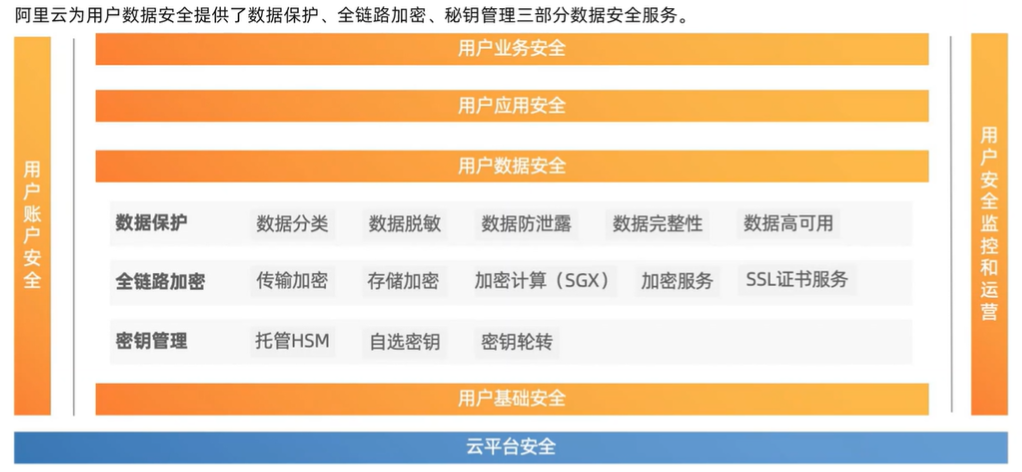 阿里云为用户数据安全提供了数据保护、全链路加密、秘钥管理三部分数据安全服务。
用户账户安全
用户业务安全
用户应用安全
用户数据安全
数据保护 数据分类 数据脱敏 数据防泄露 数据完整性 数据高可用
全链路加密 传输加密 存储加密 加密计算（SGX） 加密服务 SSL证书服务
密钥管理 托管HSM 自选密钥 密钥轮转
用户基础安全
用户安全监控和运营
云平台安全